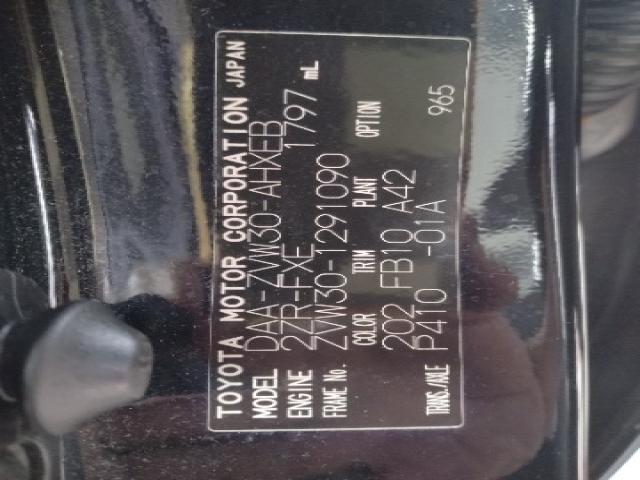 TOYOTA MOTOR CORPORATION JAPAN
MODEL DAA-ZVW30-AHXEB
ENGINE 2ZR-FXE 1797 mL
FRAME No. ZVW30-1291090
COLOR TRIM PLANT OPTION
202 FB10 A42
TRANS./AXLE P410 -01A 965